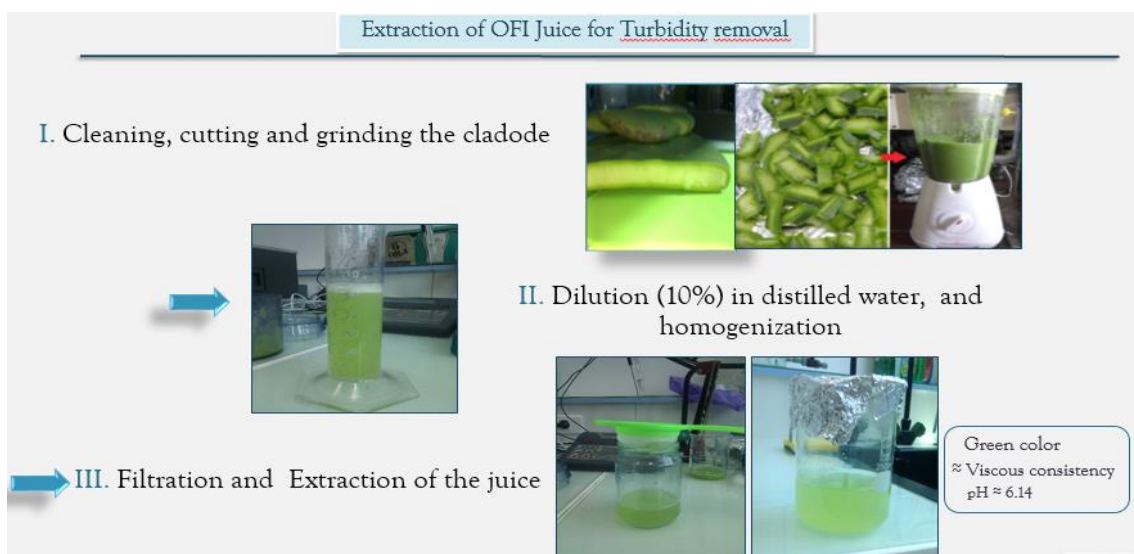 Extraction of OFI Juice for Turbidity removal
I. Cleaning, cutting and grinding the cladode
II. Dilution (10%) in distilled water, and
homogenization
III. Filtration and Extraction of the juice
Green color
≈ Viscous consistency
pH ≈ 6.14